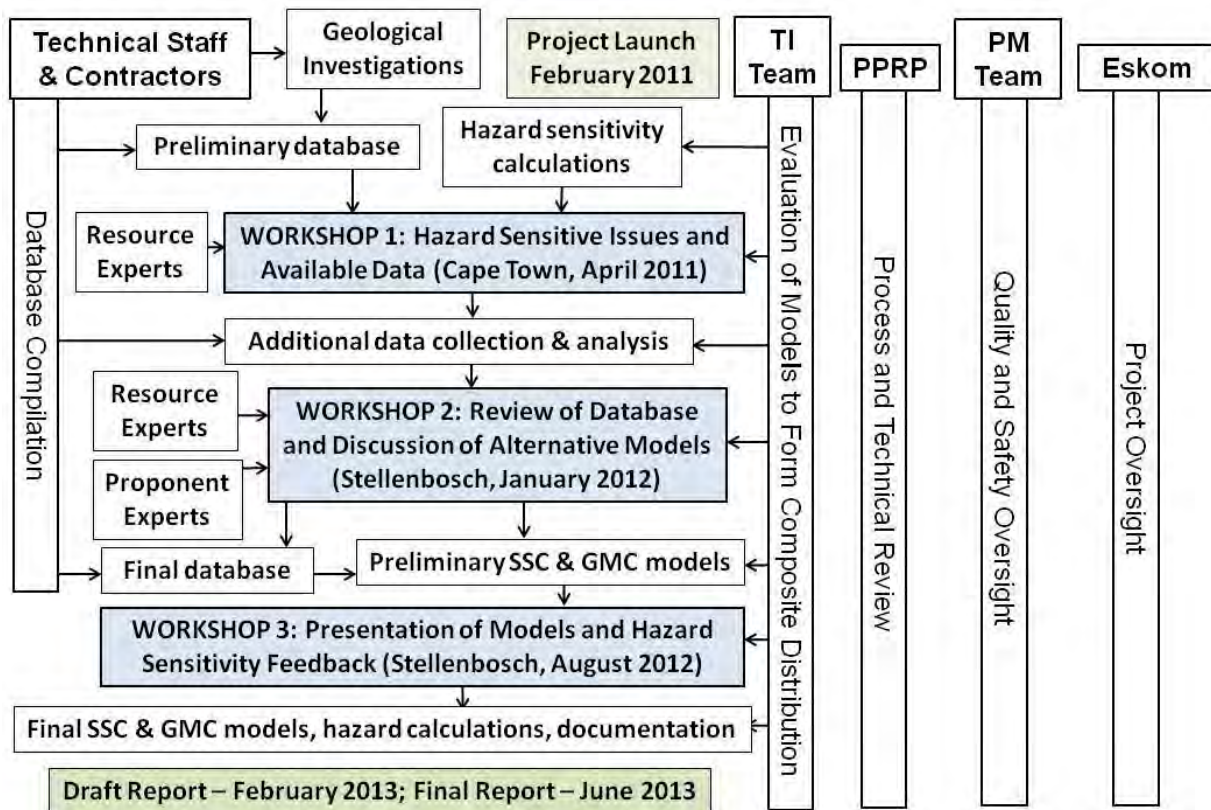 Technical Staff
& Contractors
Geological
Investigations
Project Launch
February 2011
TI
Team
PPRP
PM
Team
Eskom
Preliminary database
Hazard sensitivity
calculations
Resource
Experts
WORKSHOP 1: Hazard Sensitive Issues and
Available Data (Cape Town, April 2011)
Additional data collection & analysis
Resource
Experts
WORKSHOP 2: Review of Database
and Discussion of Alternative Models
(Stellenbosch, January 2012)
Proponent
Experts
Final database
Preliminary SSC & GMC models
WORKSHOP 3: Presentation of Models and Hazard
Sensitivity Feedback (Stellenbosch, August 2012)
Final SSC & GMC models, hazard calculations, documentation
Draft Report – February 2013; Final Report – June 2013
Database Compilation
Evaluation of Models to Form Composite Distribution
Process and Technical Review
Quality and Safety Oversight
Project Oversight